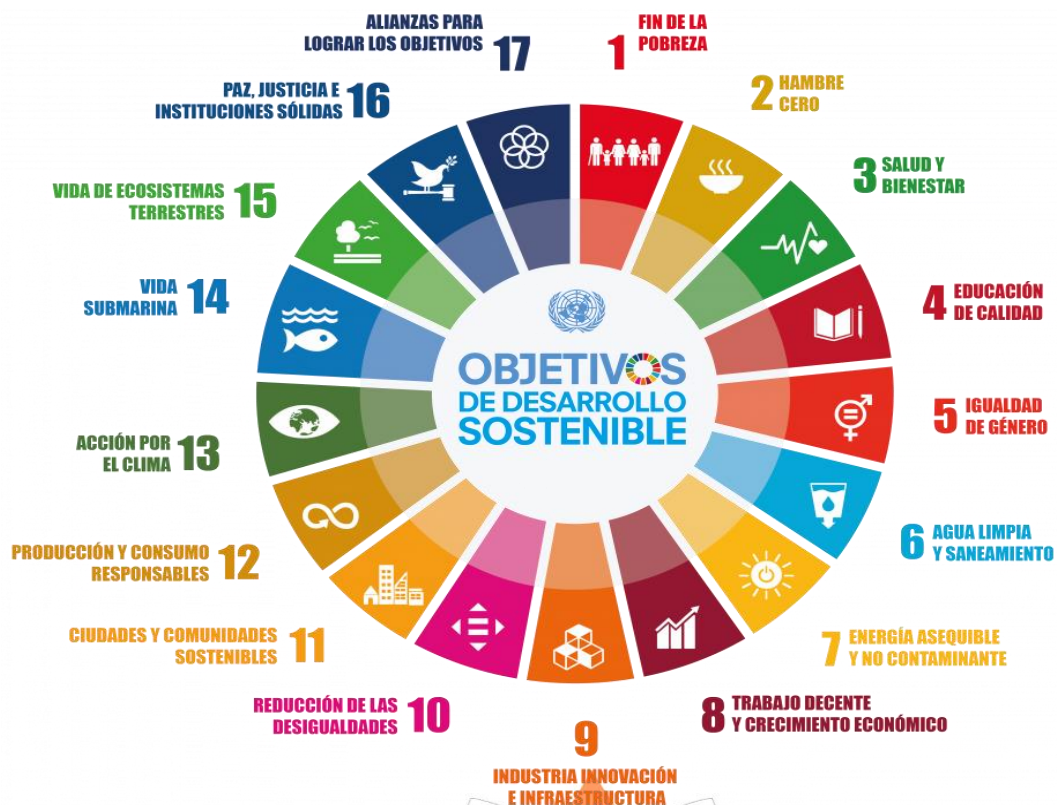 OBJETIVOS
DE DESARROLLO
SOSTENIBLE
1 FIN DE LA
POBREZA
2 HAMBRE
CERO
3 SALUD Y
BIENESTAR
4 EDUCACIÓN
DE CALIDAD
5 IGUALDAD
DE GÉNERO
6 AGUA LIMPIA
Y SANEAMIENTO
7 ENERGÍA ASEQUIBLE
Y NO CONTAMINANTE
8 TRABAJO DECENTE
Y CRECIMIENTO ECONÓMICO
9
INDUSTRIA INNOVACIÓN
E INFRAESTRUCTURA
REDUCCIÓN DE LAS
DESIGUALDADES 10
CIUDADES Y COMUNIDADES
SOSTENIBLES 11
PRODUCCIÓN Y CONSUMO
RESPONSABLES 12
ACCIÓN POR
EL CLIMA 13
VIDA
SUBMARINA 14
VIDA DE ECOSISTEMAS
TERRESTRES 15
PAZ, JUSTICIA E
INSTITUCIONES SÓLIDAS 16
ALIANZAS PARA
LOGRAR LOS OBJETIVOS 17